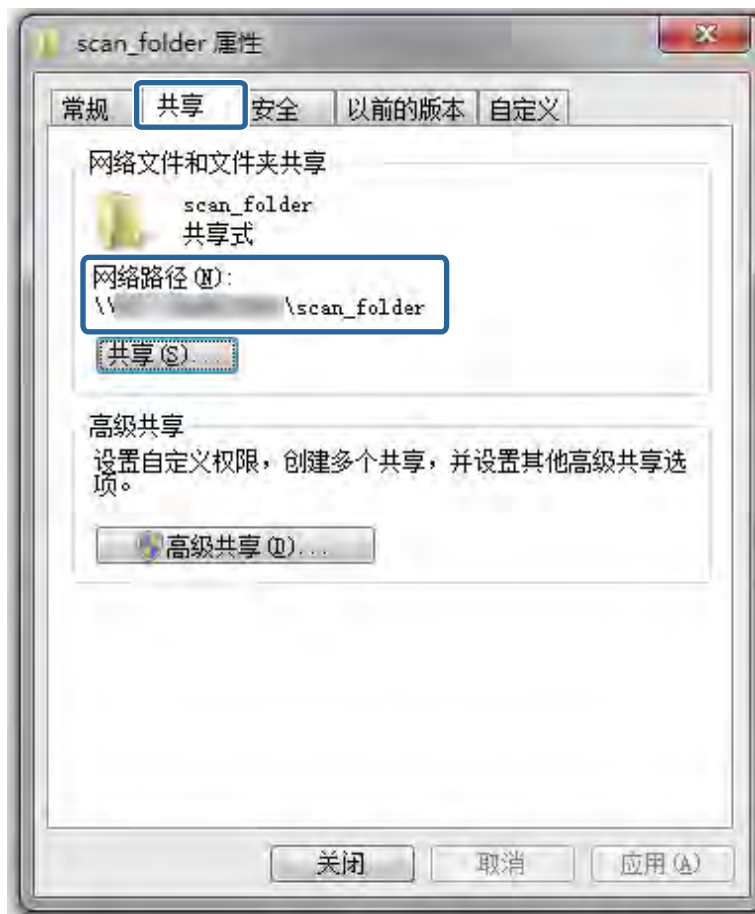 scan_folder 属性
常规 共享 安全 以前的版本 自定义
网络文件和文件夹共享
scan_folder
共享式
网络路径(N):
\\ \scan_folder
共享(S)...
高级共享
设置自定义权限，创建多个共享，并设置其他高级共享选
项。
高级共享(D)...
关闭 取消 应用(A)